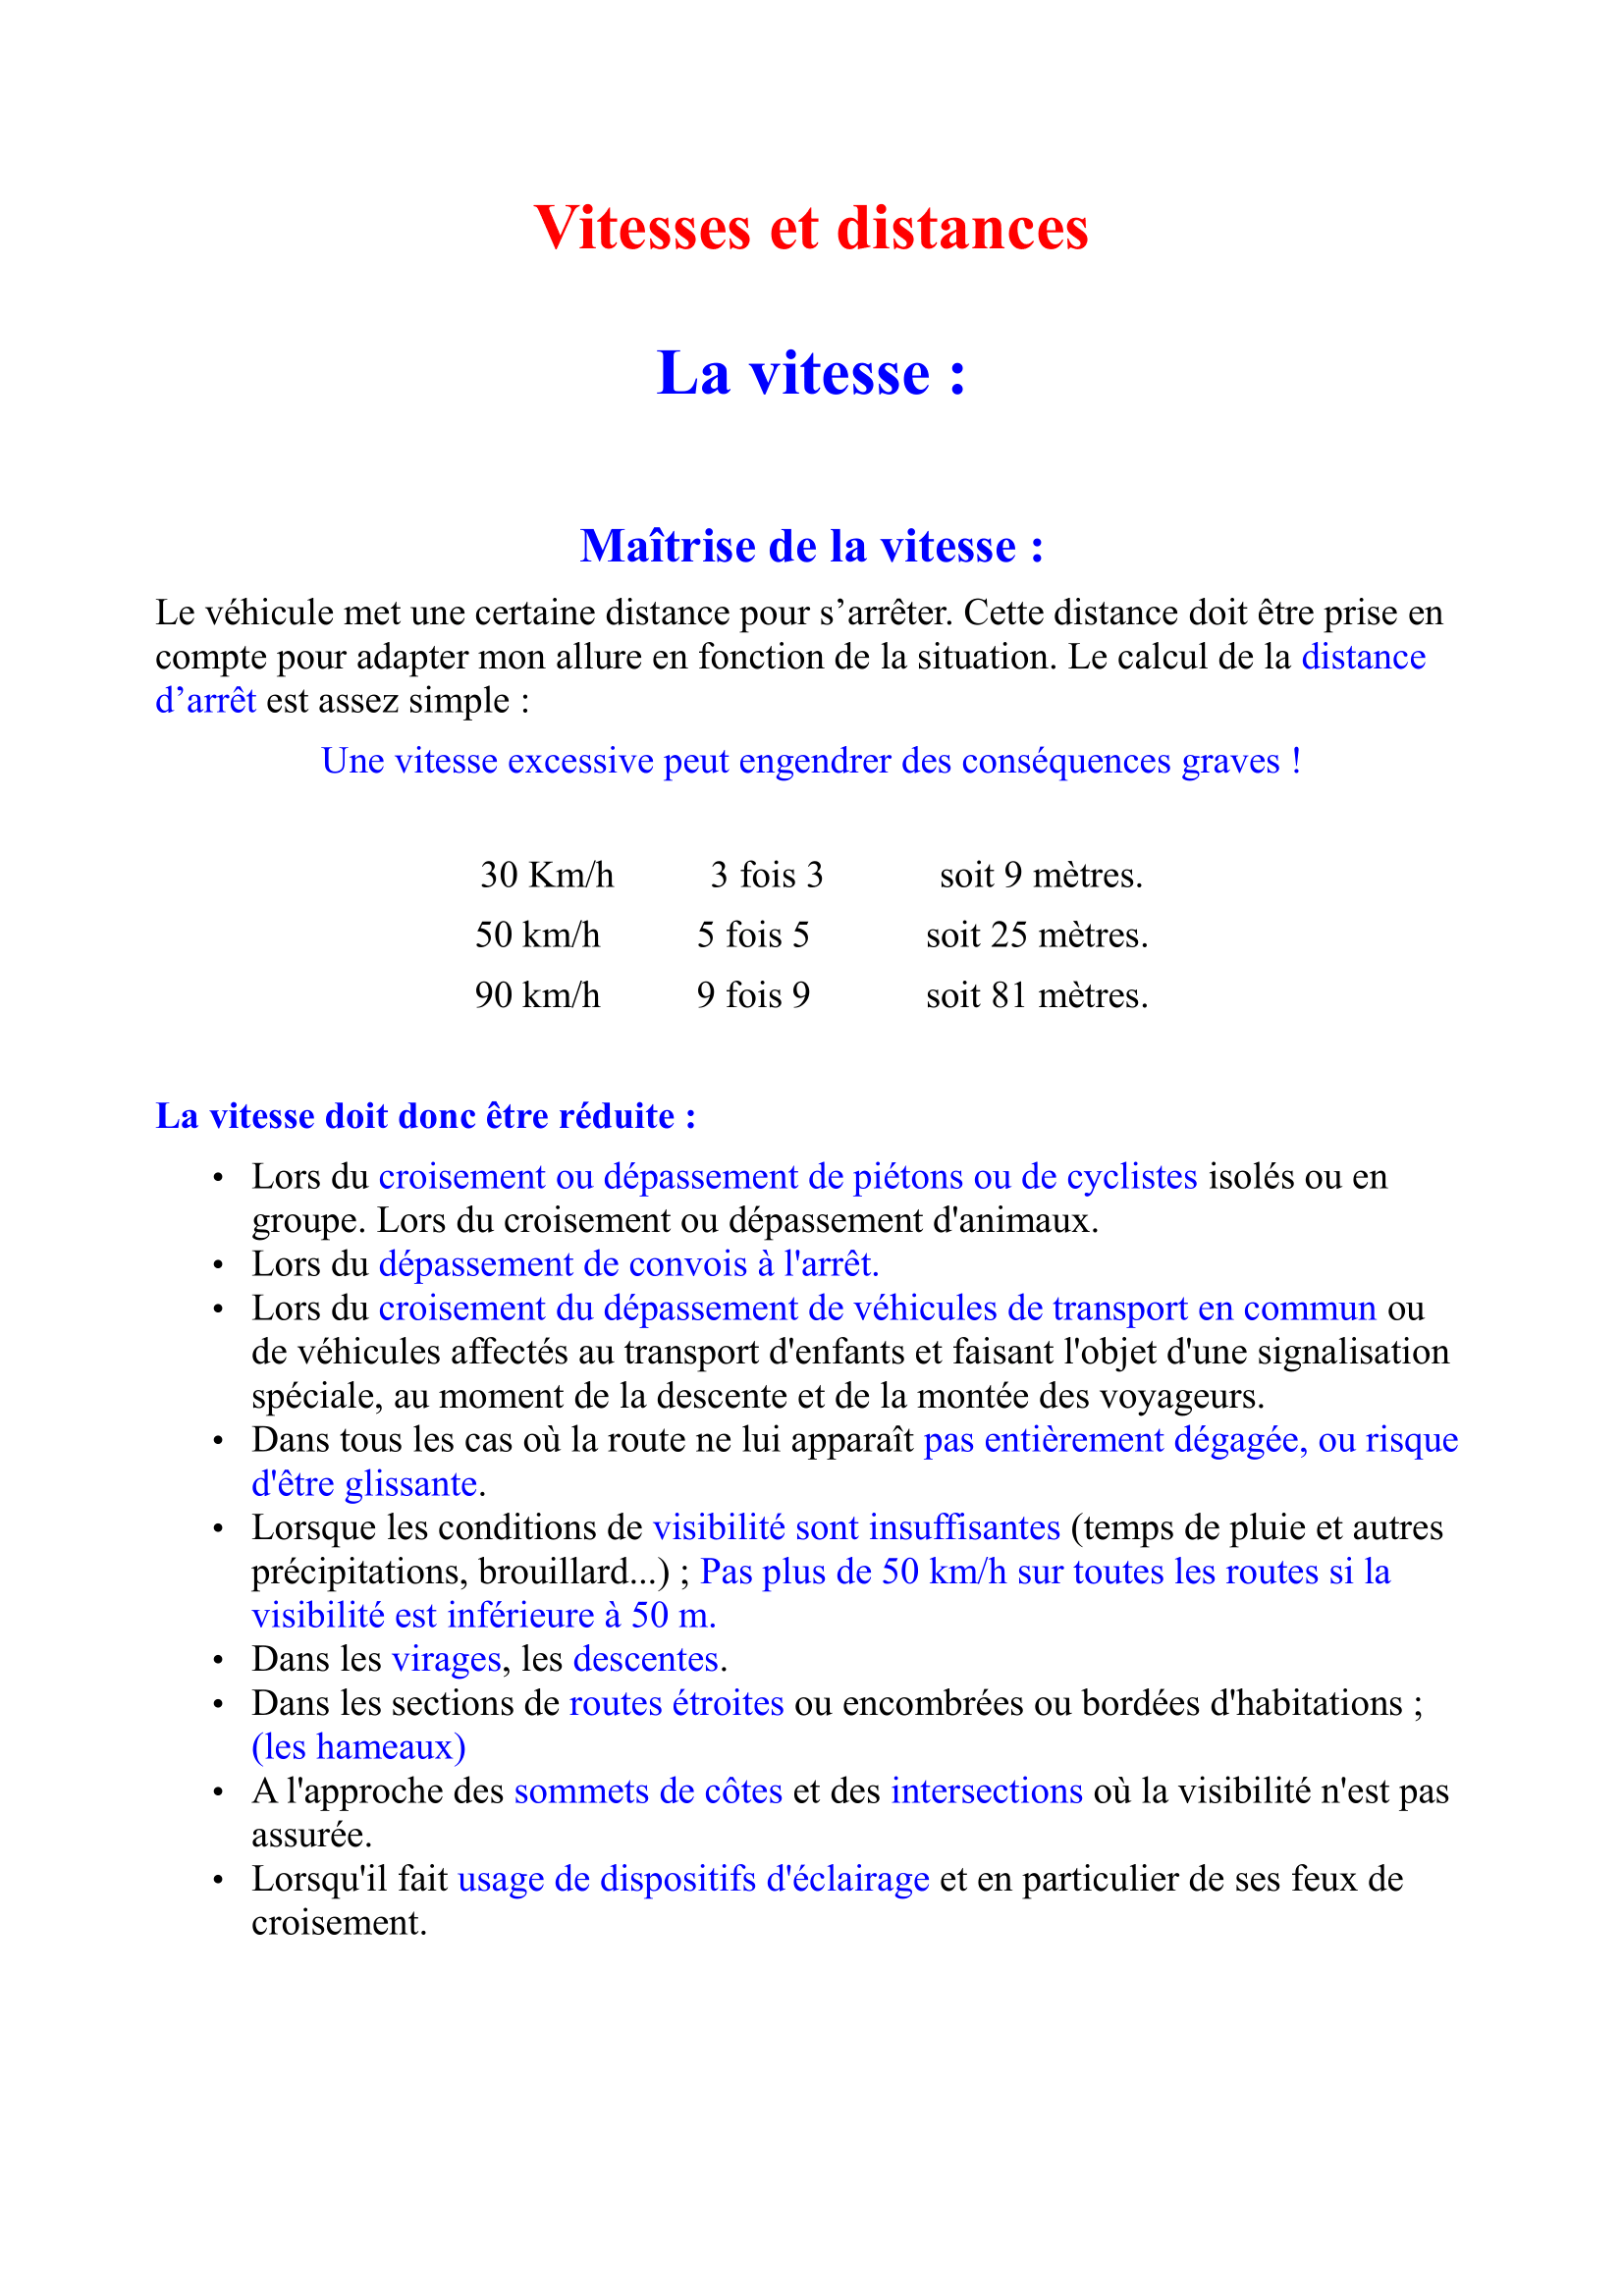 Vitesses et distances
La vitesse :
Maîtrise de la vitesse :
Le véhicule met une certaine distance pour s’arrêter. Cette distance doit être prise en
compte pour adapter mon allure en fonction de la situation. Le calcul de la distance
d’arrêt est assez simple :
Une vitesse excessive peut engendrer des conséquences graves !
30 Km/h 3 fois 3 soit 9 mètres.
50 km/h 5 fois 5 soit 25 mètres.
90 km/h 9 fois 9 soit 81 mètres.
La vitesse doit donc être réduite :
• Lors du croisement ou dépassement de piétons ou de cyclistes isolés ou en
groupe. Lors du croisement ou dépassement d'animaux.
• Lors du dépassement de convois à l'arrêt.
• Lors du croisement du dépassement de véhicules de transport en commun ou
de véhicules affectés au transport d'enfants et faisant l'objet d'une signalisation
spéciale, au moment de la descente et de la montée des voyageurs.
• Dans tous les cas où la route ne lui apparaît pas entièrement dégagée, ou risque
d'être glissante.
• Lorsque les conditions de visibilité sont insuffisantes (temps de pluie et autres
précipitations, brouillard...) ; Pas plus de 50 km/h sur toutes les routes si la
visibilité est inférieure à 50 m.
• Dans les virages, les descentes.
• Dans les sections de routes étroites ou encombrées ou bordées d'habitations ;
(les hameaux)
• A l'approche des sommets de côtes et des intersections où la visibilité n'est pas
assurée.
• Lorsqu'il fait usage de dispositifs d'éclairage et en particulier de ses feux de
croisement.